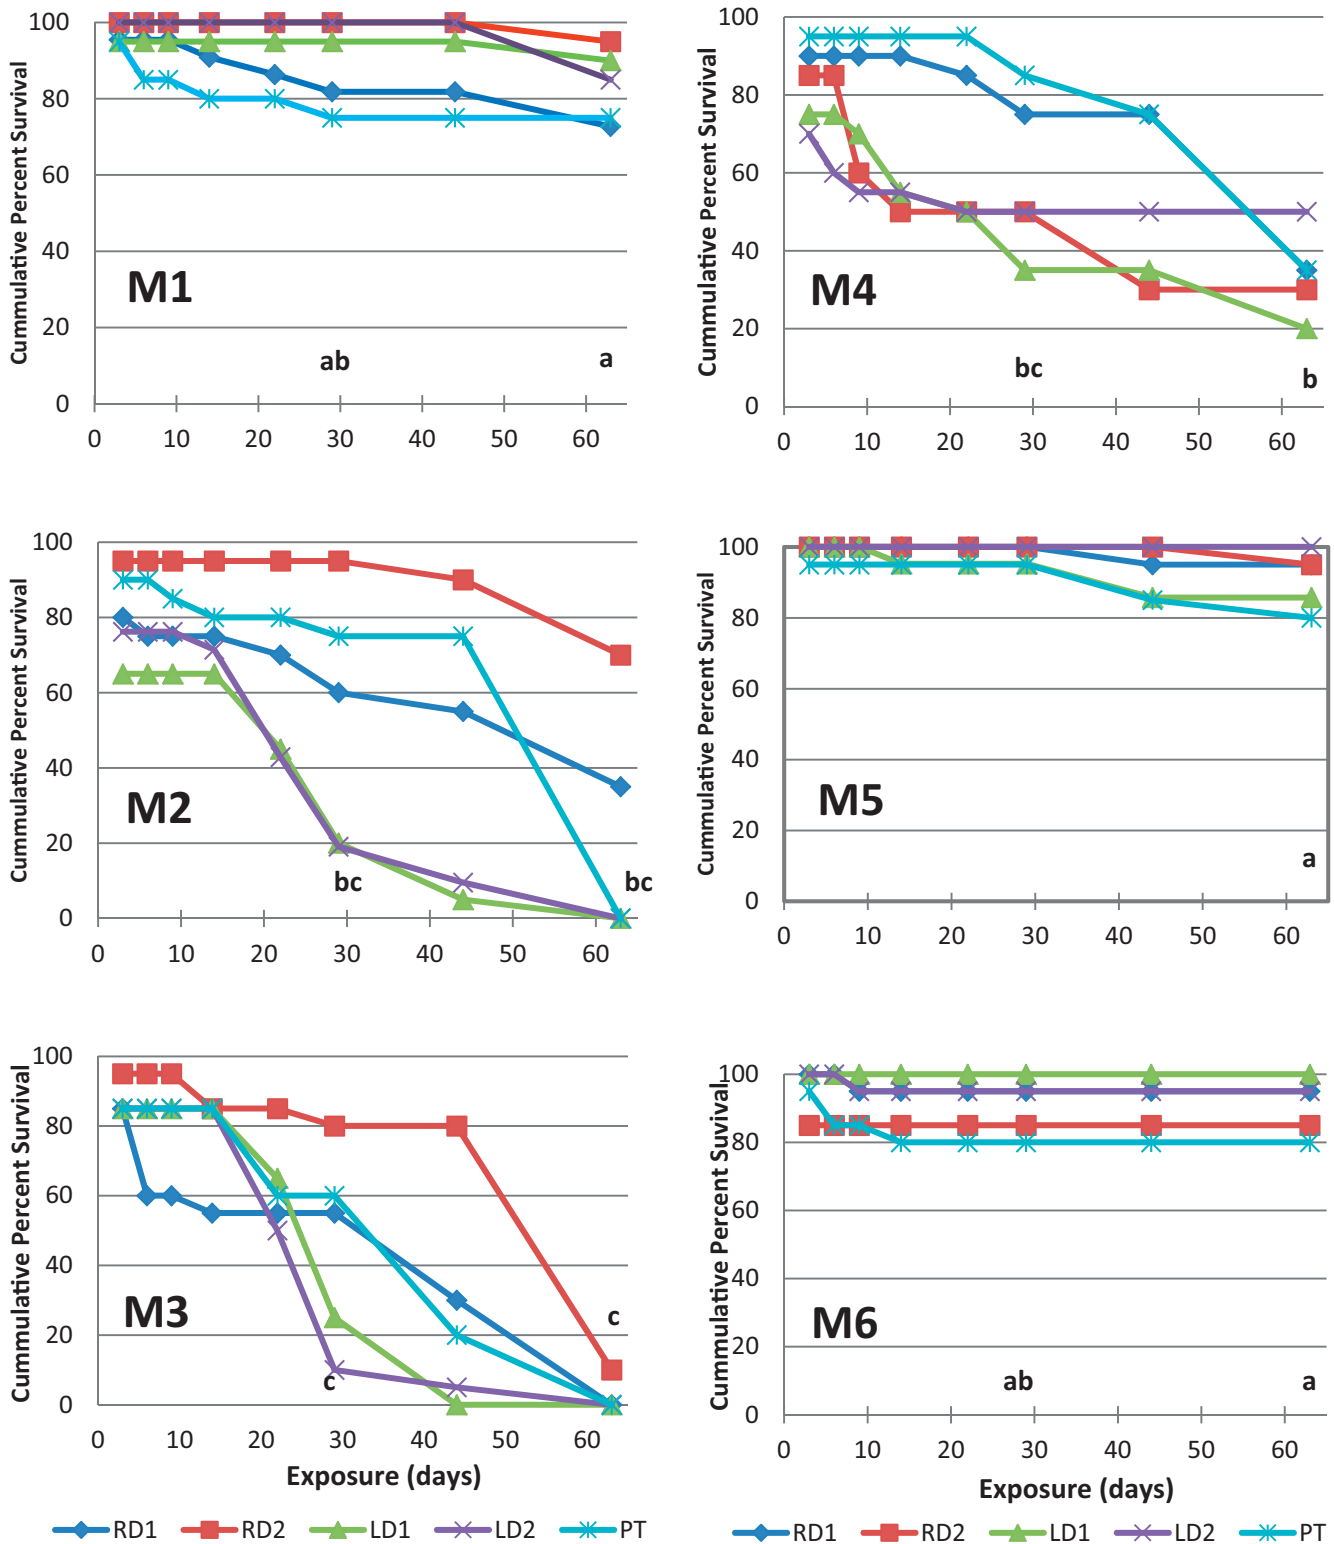 Cummulative Percent Survival
100
80
60
40
20
0
M1
ab
a
0 10 20 30 40 50 60
Cummulative Percent Survival
100
80
60
40
20
0
M4
bc
b
0 10 20 30 40 50 60
Cummulative Percent Survival
100
80
60
40
20
0
M2
bc
bc
0 10 20 30 40 50 60
Cummulative Percent Survival
100
80
60
40
20
0
M5
a
0 10 20 30 40 50 60
Cummulative Percent Survival
100
80
60
40
20
0
M3
c
c
0 10 20 30 40 50 60
Exposure (days)
RD1 RD2 LD1 LD2 PT
Cummulative Percent Suvival
100
80
60
40
20
0
M6
ab
a
0 10 20 30 40 50 60
Exposure (days)
RD1 RD2 LD1 LD2 PT